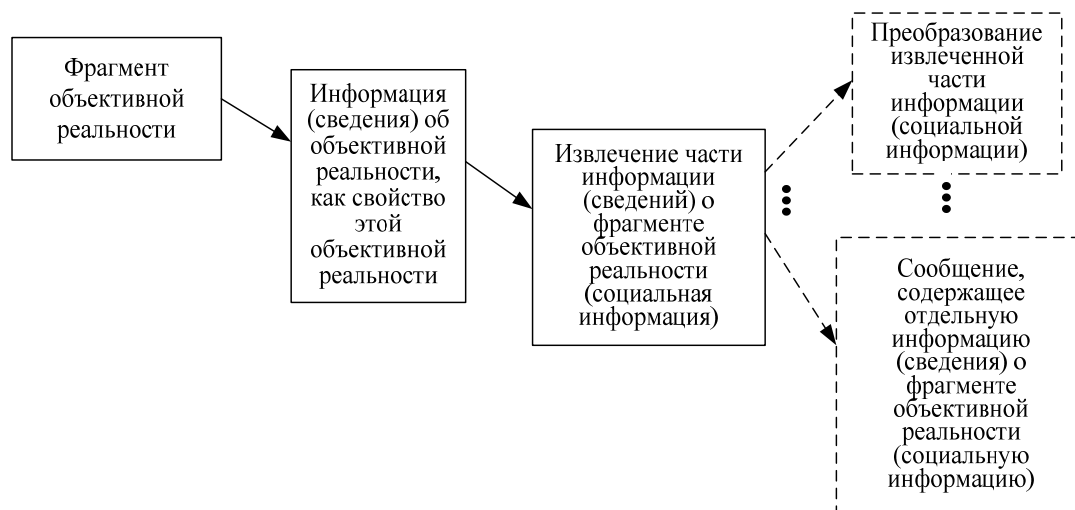 Фрагмент
объективной
реальности
Информация
(сведения) об
объективной
реальности,
как свойство
этой
объективной
реальности
Извлечение части
информации
(сведений) о
фрагменте
объективной
реальности
(социальная
информация)
Преобразование
извлеченной
части
информации
(социальной
информации)
Сообщение,
содержащее
отдельную
информацию
(сведения) о
фрагменте
объективной
реальности
(социальную
информацию)